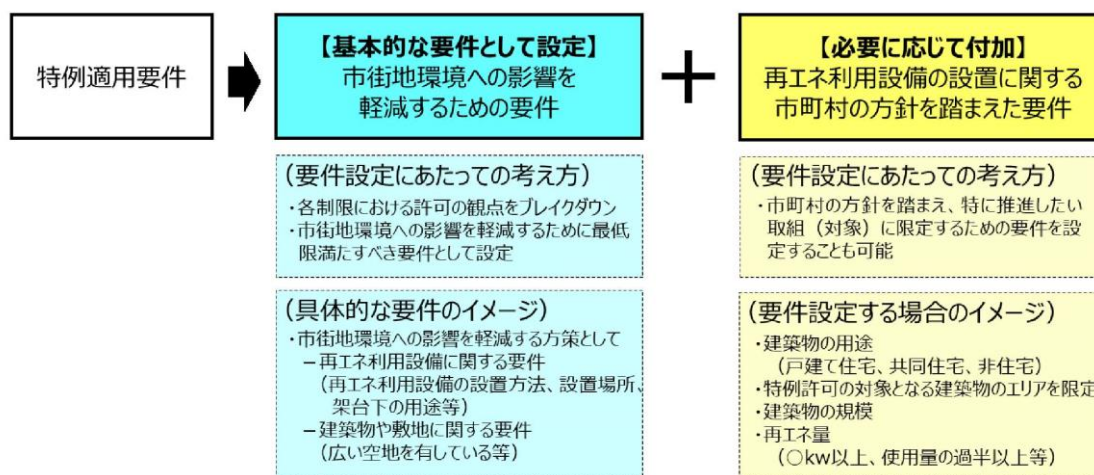 特例適用要件
【基本的な要件として設定】
市街地環境への影響を
軽減するための要件
＋
【必要に応じて付加】
再エネ利用設備の設置に関する
市町村の方針を踏まえた要件
（要件設定にあたっての考え方）
・各制限における許可の観点をブレイクダウン
・市街地環境への影響を軽減するために最低
限満たすべき要件として設定
（要件設定にあたっての考え方）
・市町村の方針を踏まえ、特に推進したい
取組（対象）に限定するための要件を設
定することも可能
（具体的な要件のイメージ）
・市街地環境への影響を軽減する方策として
－再エネ利用設備に関する要件
（再エネ利用設備の設置方法、設置場所、
架台下の用途等）
－建築物や敷地に関する要件
（広い空地を有している等）
（要件設定する場合のイメージ）
・建築物の用途
（戸建て住宅、共同住宅、非住宅）
・特例許可の対象となる建築物のエリアを限定
・建築物の規模
・再エネ量
（○kw以上、使用量の過半以上等）